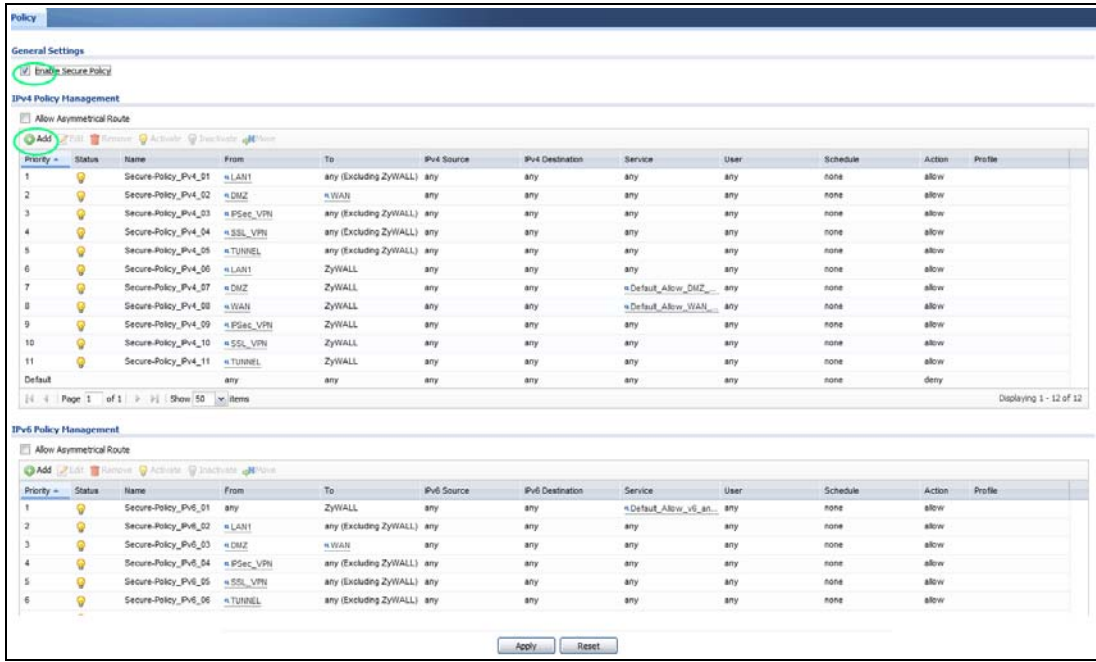 Policy
General Settings
Enable Secure Policy
IPv4 Policy Management
Allow Asymmetrical Route
Add Edit Remove Activate Inactivate Move
Priority Status Name From To IPv4 Source IPv4 Destination Service User Schedule Action Profile
1 Secure-Policy_IPv4_01 LAN1 any (Excluding ZyWALL) any any any any none allow
2 Secure-Policy_IPv4_02 DMZ WAN any any any any none allow
3 Secure-Policy_IPv4_03 IPSec_VPN any (Excluding ZyWALL) any any any any none allow
4 Secure-Policy_IPv4_04 SSL_VPN any (Excluding ZyWALL) any any any any none allow
5 Secure-Policy_IPv4_05 TUNNEL any (Excluding ZyWALL) any any any any none allow
6 Secure-Policy_IPv4_06 LAN1 ZyWALL any any any any none allow
7 Secure-Policy_IPv4_07 DMZ ZyWALL any any Default_Allow_DMZ_... any none allow
8 Secure-Policy_IPv4_08 WAN ZyWALL any any Default_Allow_WAN_... any none allow
9 Secure-Policy_IPv4_09 IPSec_VPN ZyWALL any any any any none allow
10 Secure-Policy_IPv4_10 SSL_VPN ZyWALL any any any any none allow
11 Secure-Policy_IPv4_11 TUNNEL ZyWALL any any any any none allow
Default any any any any any any none deny
Page 1 of 1 Show 50 items Displaying 1 - 12 of 12
IPv6 Policy Management
Allow Asymmetrical Route
Add Edit Remove Activate Inactivate Move
Priority Status Name From To IPv6 Source IPv6 Destination Service User Schedule Action Profile
1 Secure-Policy_IPv6_01 any ZyWALL any any Default_Allow_v6_an... any none allow
2 Secure-Policy_IPv6_02 LAN1 any (Excluding ZyWALL) any any any any none allow
3 Secure-Policy_IPv6_03 DMZ WAN any any any any none allow
4 Secure-Policy_IPv6_04 IPSec_VPN any (Excluding ZyWALL) any any any any none allow
5 Secure-Policy_IPv6_05 SSL_VPN any (Excluding ZyWALL) any any any any none allow
6 Secure-Policy_IPv6_06 TUNNEL any (Excluding ZyWALL) any any any any none allow
Apply Reset